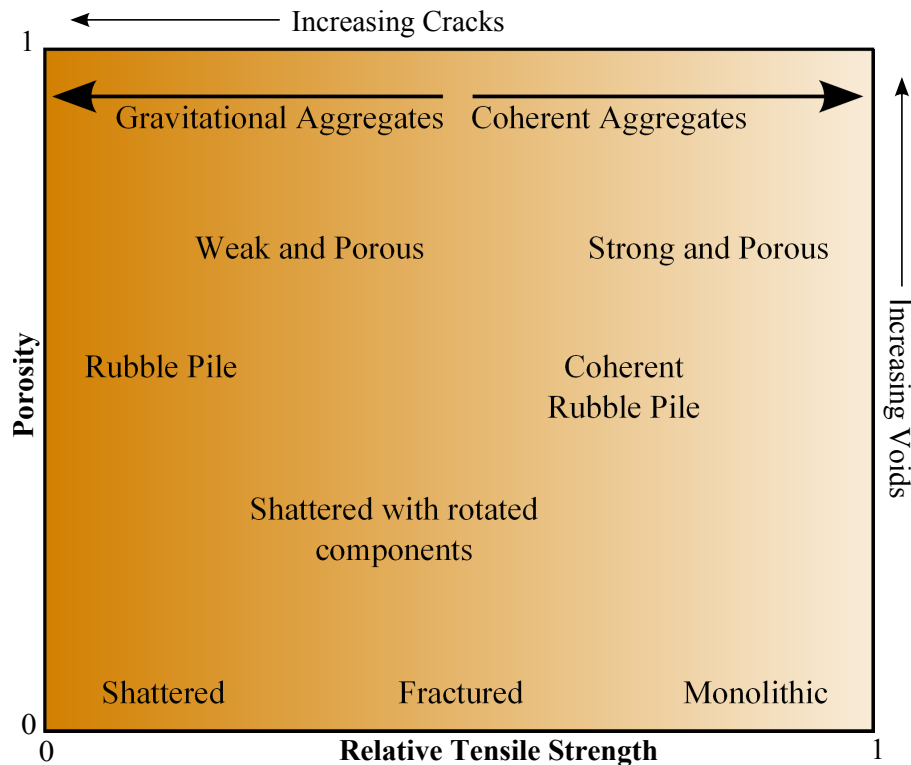 Increasing Cracks
1
Gravitational Aggregates
Coherent Aggregates
Weak and Porous
Strong and Porous
Rubble Pile
Coherent
Rubble Pile
Porosity
Increasing Voids
Shattered with rotated
components
Shattered
Fractured
Monolithic
0
0
Relative Tensile Strength
1